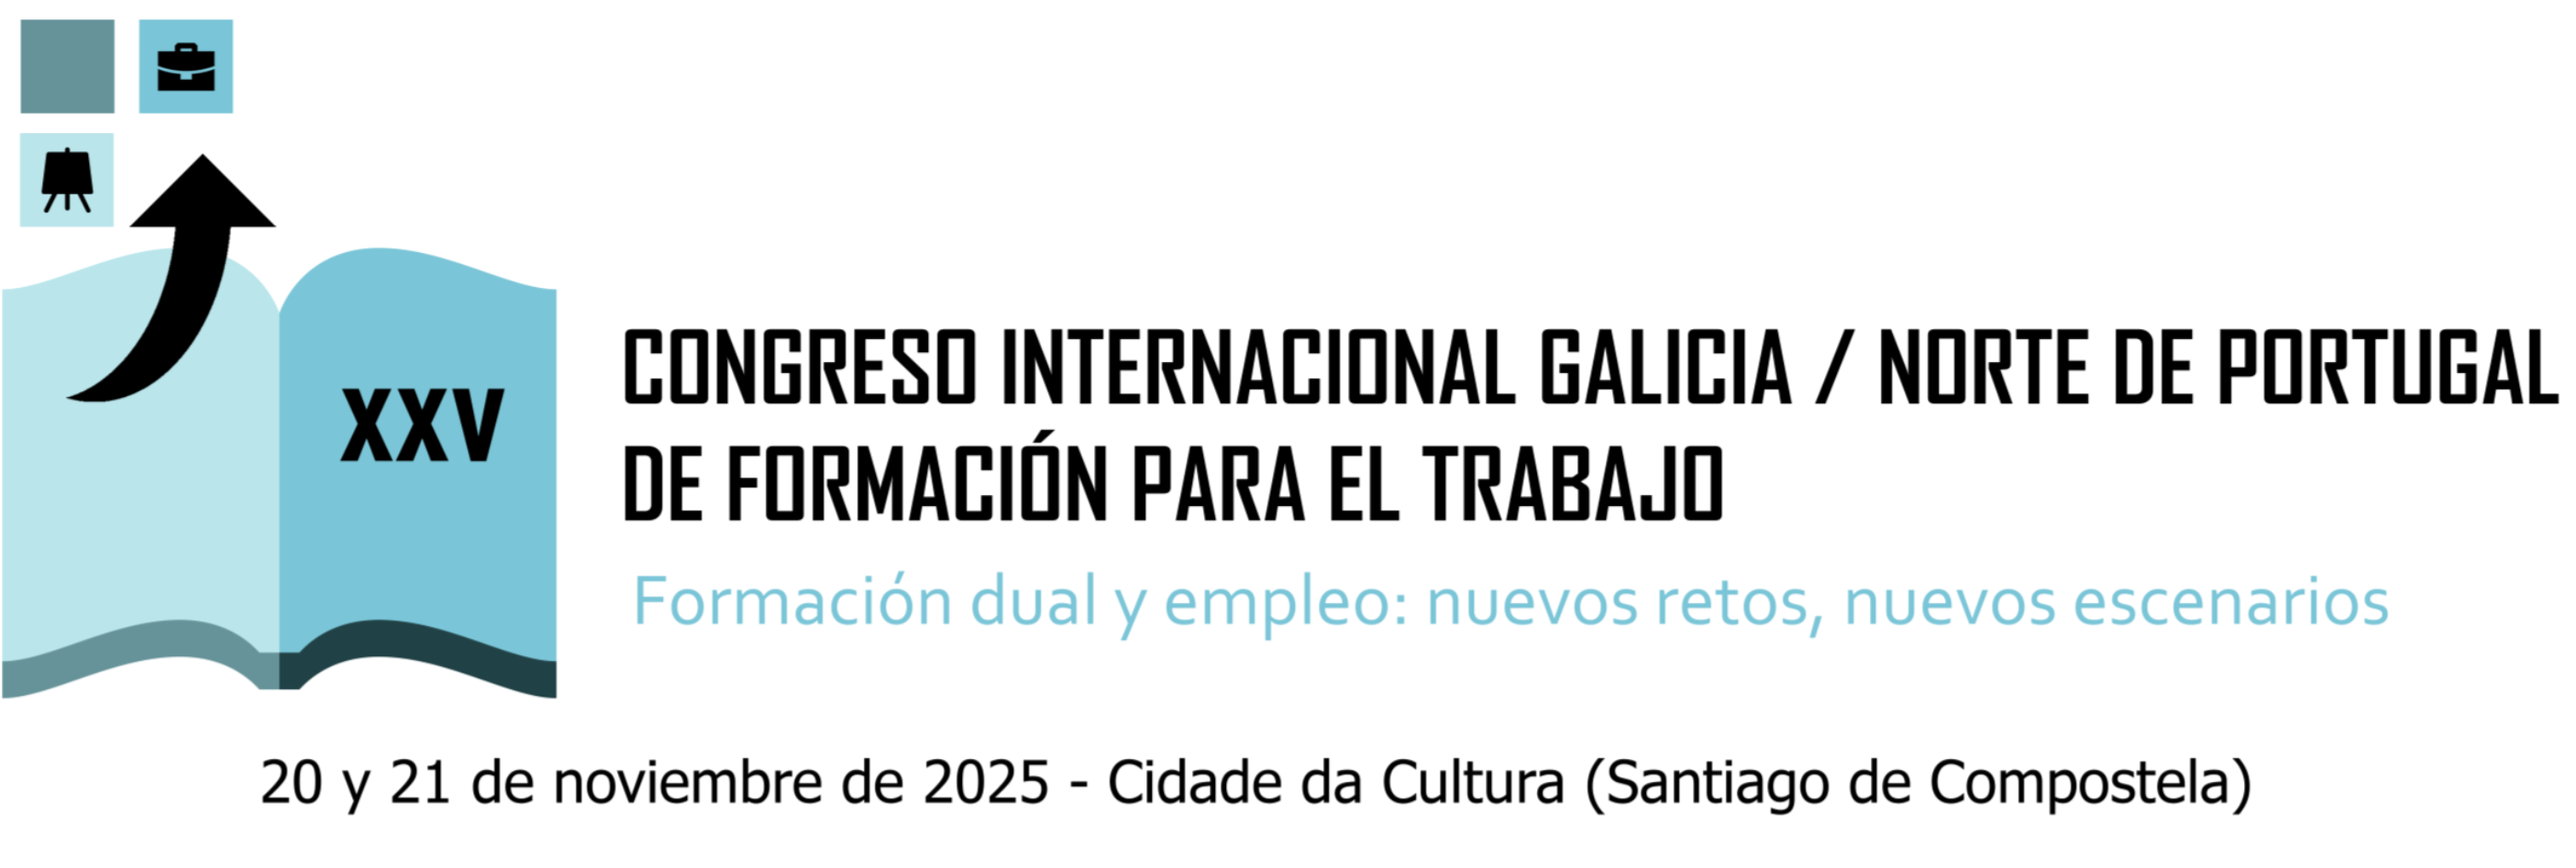 XXV
CONGRESO INTERNACIONAL GALICIA / NORTE DE PORTUGAL
DE FORMACIÓN PARA EL TRABAJO
Formación dual y empleo: nuevos retos, nuevos escenarios
20 y 21 de noviembre de 2025 - Cidade da Cultura (Santiago de Compostela)